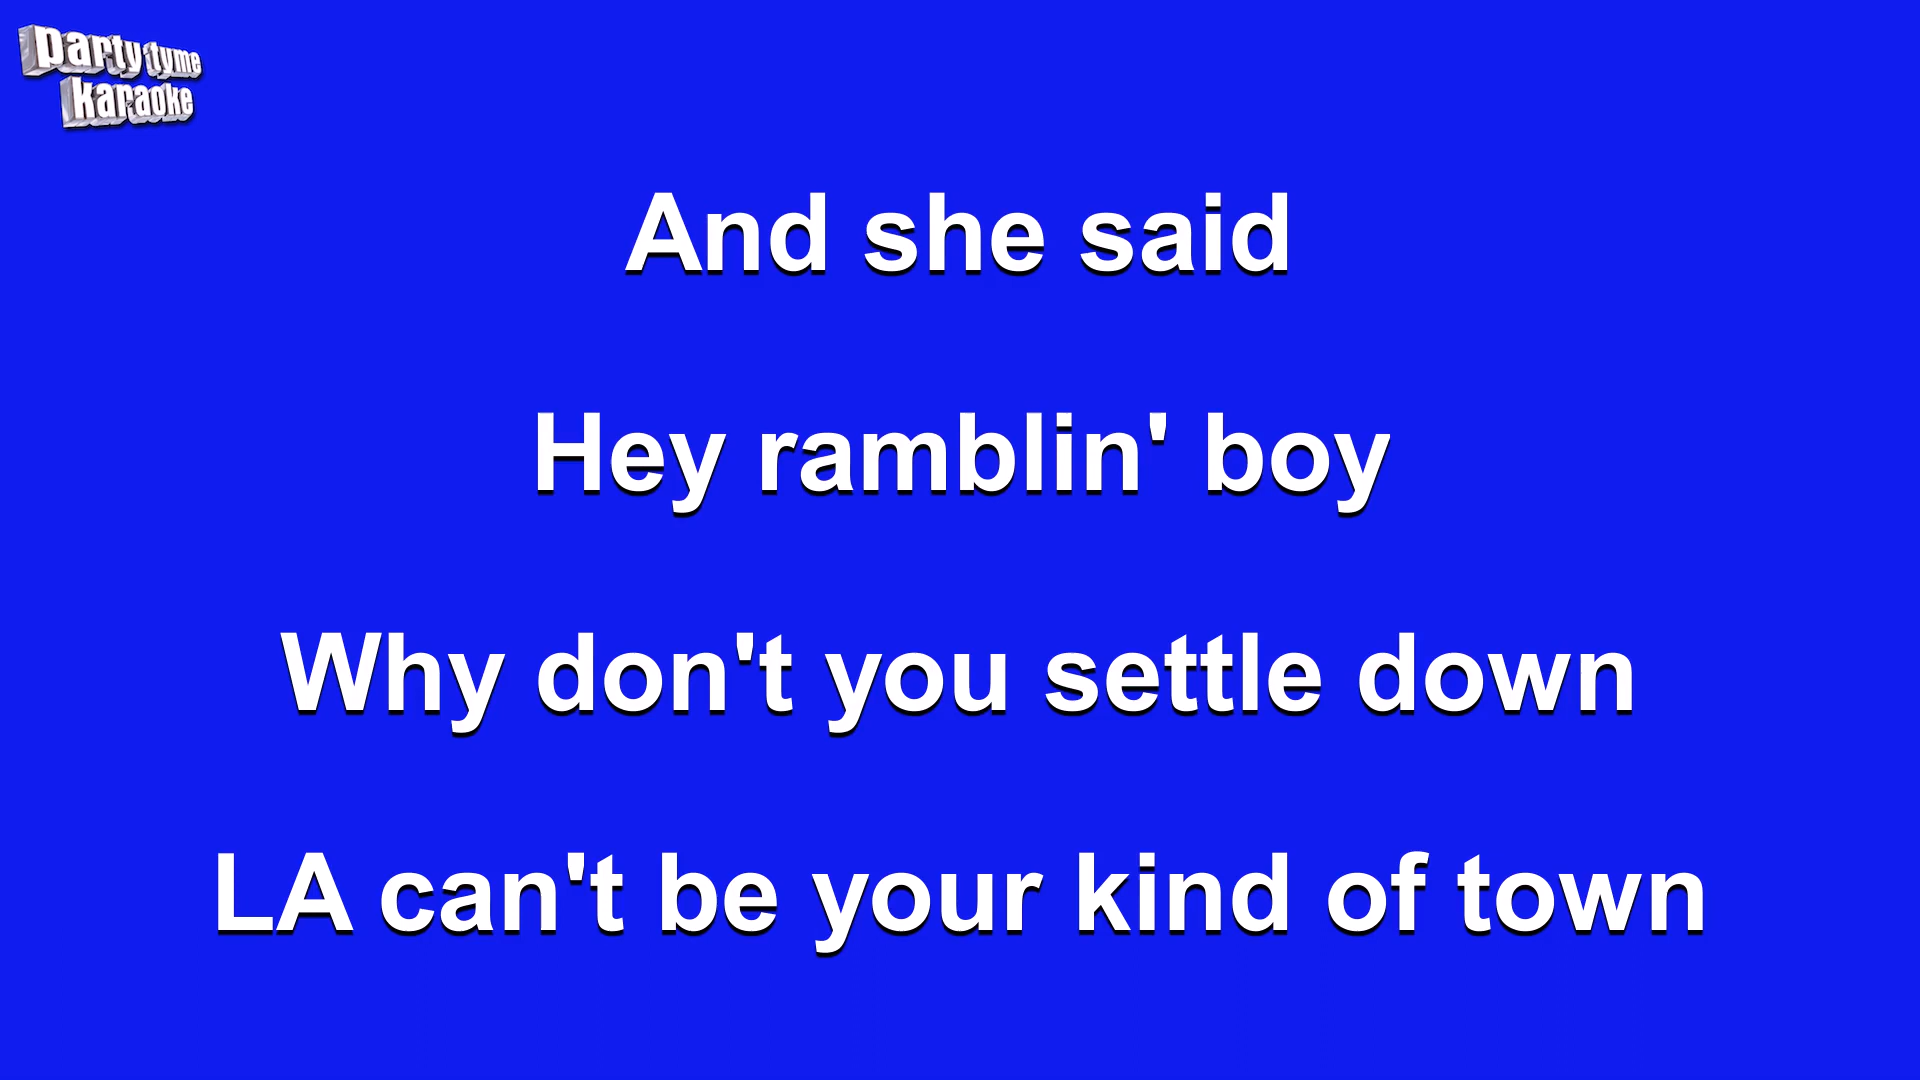 party tyme
karaoke
And she said
Hey ramblin' boy
Why don't you settle down
LA can't be your kind of town